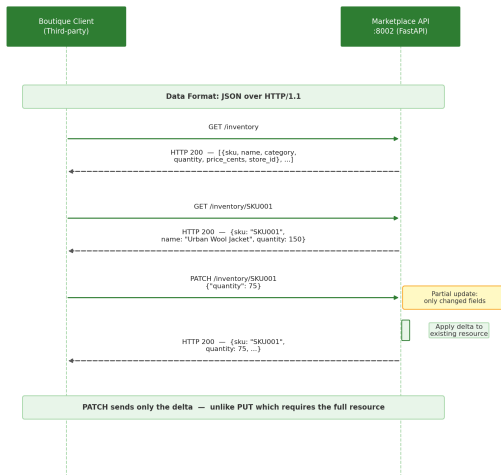 Boutique Client
(Third-party)
Marketplace API
:8002 (FastAPI)
Data Format: JSON over HTTP/1.1
GET /inventory
HTTP 200 — [{sku, name, category,
quantity, price_cents, store_id}, ...]
GET /inventory/SKU001
HTTP 200 — {sku: "SKU001",
name: "Urban Wool Jacket", quantity: 150}
PATCH /inventory/SKU001
{"quantity": 75}
Partial update:
only changed fields
Apply delta to
existing resource
HTTP 200 — {sku: "SKU001",
quantity: 75, ...}
PATCH sends only the delta — unlike PUT which requires the full resource